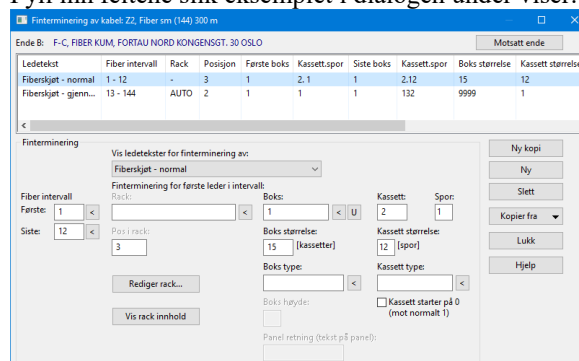 Fyll inn feltene slik eksemplet i dialogen under viser.
Finterminering av kabel: Z2, Fiber sm (144) 300 m
Ende B: F-C, FIBER KUM, FORTAU NORD KONGENSGT. 30 OSLO
Motsatt ende
Ledetekst Fiber intervall Rack Posisjon Første boks Kassett.spor Siste boks Kassett.spor Boks størrelse Kassett størrelse
Fiberskjøt - normal 1 - 12 - 3 1 2. 1 1 2.12 15 12
Fiberskjøt - gjenn... 13 - 144 AUTO 2 1 1 1 132 9999 1
Finterminering
Vis ledetekster for finterminering av:
Fiberskjøt - normal
Ny kopi
Ny
Slett
Kopier fra
Lukk
Hjelp
Fiber intervall
Finterminering for første leder i intervall:
Rack: Boks: Kassett: Spor:
Første: 1 < < 1 < U 2 1
Siste: 12 < Pos i rack: Boks størrelse: Kassett størrelse:
3 15 [kassetter] 12 [spor]
Boks type: Kassett type:
Rediger rack... < <
Boks høyde: Kassett starter på 0
(mot normalt 1)
Vis rack innhold
Panel retning (tekst på panel):